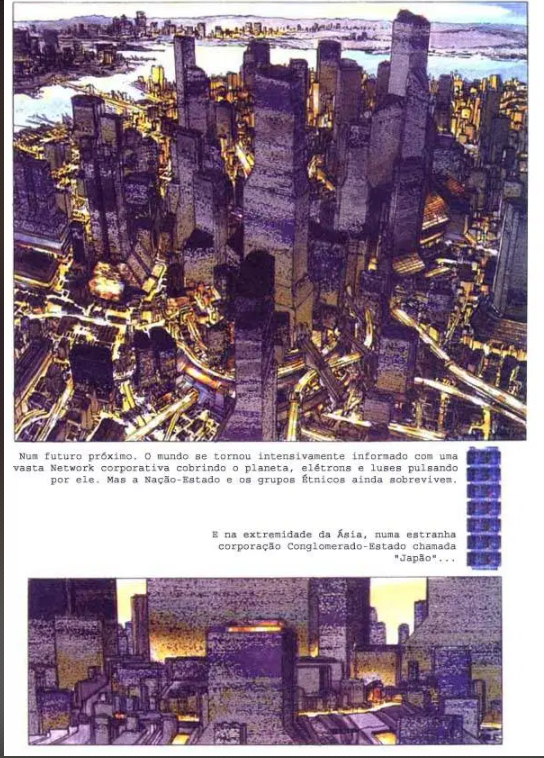 Num futuro próximo. O mundo se tornou intensivamente informado com uma
vasta Network corporativa cobrindo o planeta, elétrons e luses pulsando
por ele. Mas a Nação-Estado e os grupos Étnicos ainda sobrevivem.
E na extremidade da Ásia, numa estranha
corporação Conglomerado-Estado chamada
"Japão"...